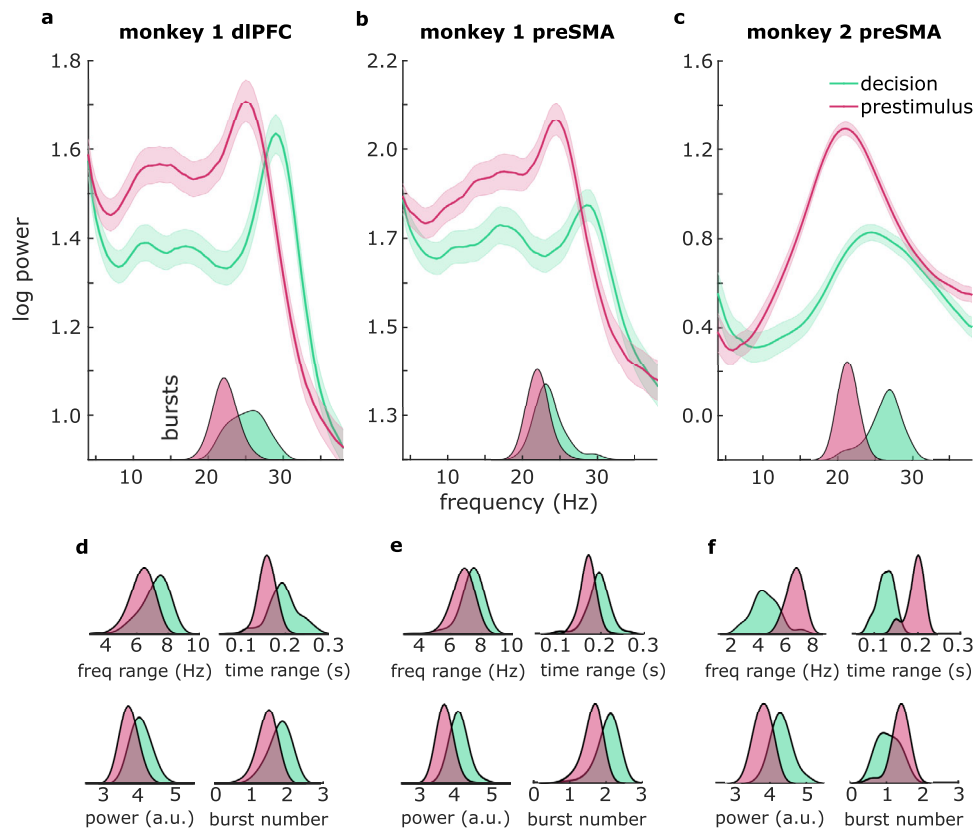 a
monkey 1 dlPFC
b
monkey 1 preSMA
c
monkey 2 preSMA
1.8
1.6
1.4
1.2
1.0
2.2
2.0
1.7
1.5
1.3
1.6
1.2
0.8
0.4
0.0
decision
prestimulus
log power
bursts
10 20 30
10 20 30
10 20 30
frequency (Hz)
d
e
f
4 6 8 10
0.1 0.2 0.3
4 6 8 10
0.1 0.2 0.3
2 4 6 8
0.1 0.2 0.3
freq range (Hz) time range (s)
freq range (Hz) time range (s)
freq range (Hz) time range (s)
3 4 5
0 1 2 3
3 4 5
0 1 2 3
3 4 5
0 1 2 3
power (a.u.) burst number
power (a.u.) burst number
power (a.u.) burst number